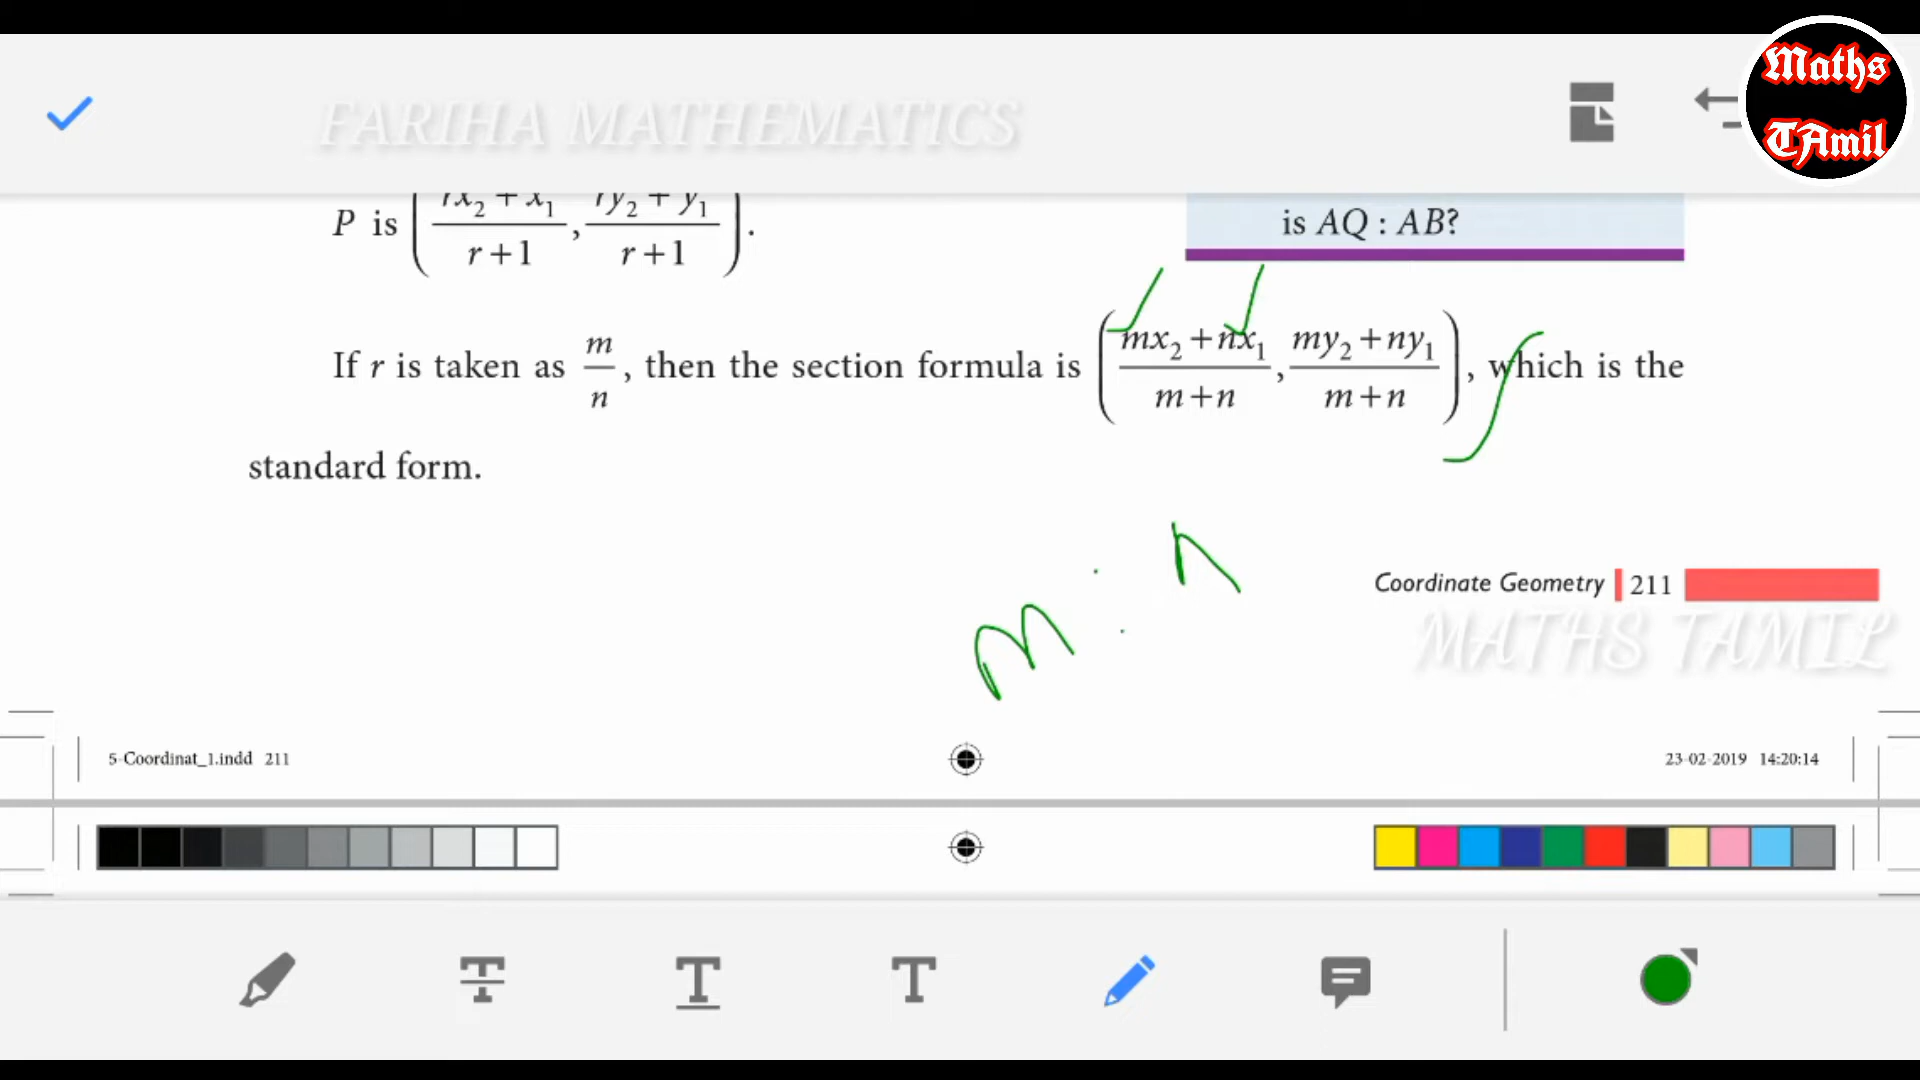 FARIHA MATHEMATICS
Maths
TAmil
P is ( (rx₂ + x₁)/(r + 1), (ry₂ + y₁)/(r + 1) ).
is AQ : AB?
If r is taken as m/n, then the section formula is ( (mx₂ + nx₁)/(m + n), (my₂ + ny₁)/(m + n) ), which is the
standard form.
m : n
Coordinate Geometry 211
MATHS TAMIL
5-Coordinat_1.indd 211
23-02-2019 14:20:14